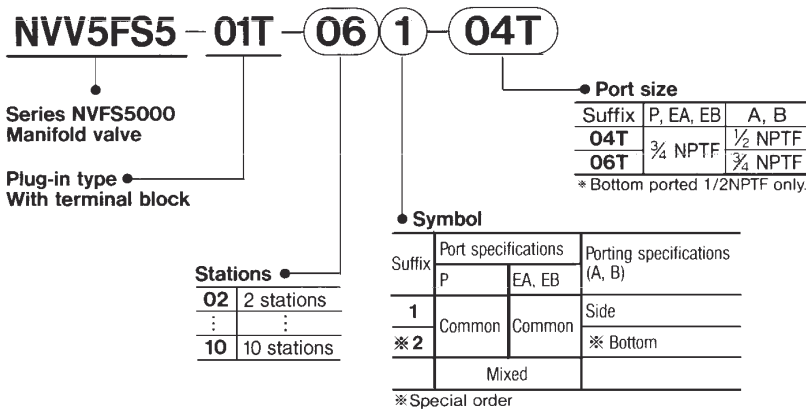 NVV5FS5-01T-06 1-04T
Series NVFS5000
Manifold valve
Plug-in type
With terminal block
Port size
Suffix P, EA, EB A, B
04T ¾ NPTF ½ NPTF
06T ¾ NPTF
* Bottom ported 1/2NPTF only.
Symbol
Suffix Port specifications Porting specifications (A, B)
P EA, EB
1 Common Common Side
※2 ※ Bottom
Mixed
※Special order
Stations
02 2 stations
⋮ ⋮
10 10 stations